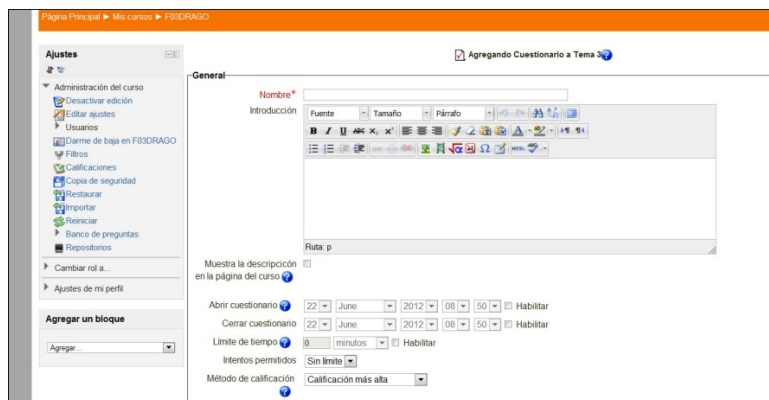 Página Principal ► Mis cursos ► F03DRAGO
Ajustes
Administración del curso
Desactivar edición
Editar ajustes
Usuarios
Darme de baja en F03DRAGO
Filtros
Calificaciones
Copia de seguridad
Restaurar
Importar
Reiniciar
Banco de preguntas
Repositorios
Cambiar rol a...
Ajustes de mi perfil
Agregar un bloque
Agregar...
Agregando Cuestionario a Tema 3
General
Nombre*
Introducción
Fuente Tamaño Párrafo
B I U ABC X₂ X²
HTML
Ruta: p
Muestra la descripción
en la página del curso
Abrir cuestionario 22 June 2012 08 50 Habilitar
Cerrar cuestionario 22 June 2012 08 50 Habilitar
Límite de tiempo 0 minutos Habilitar
Intentos permitidos Sin límite
Método de calificación Calificación más alta